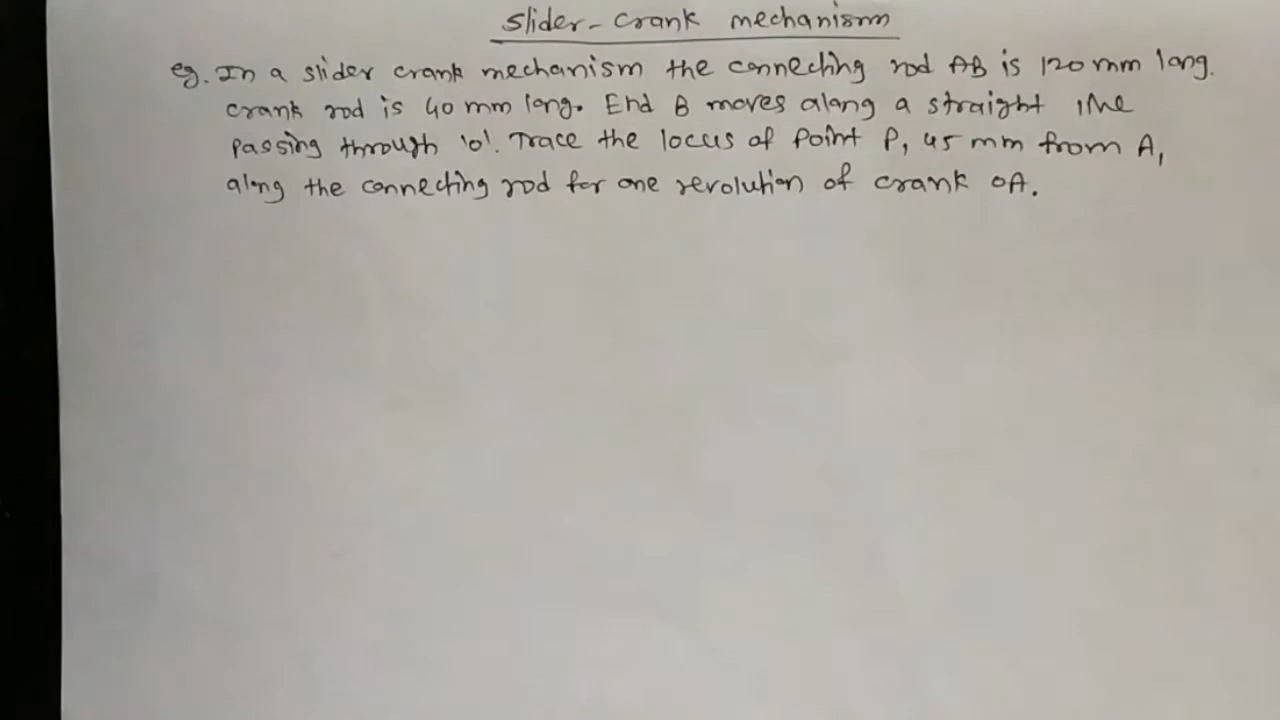 Slider-Crank mechanism
eg. In a slider crank mechanism the connecting rod AB is 120 mm long.
crank rod is 40 mm long. End B moves along a straight line
passing through 'o'. Trace the locus of point P, 45 mm from A,
along the connecting rod for one revolution of crank OA.